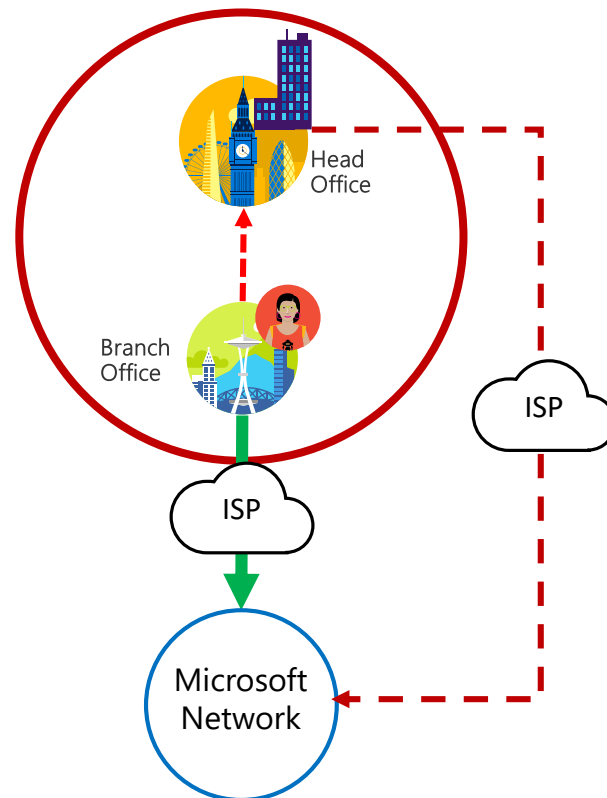 Head
Office
Branch
Office
ISP
ISP
Microsoft
Network